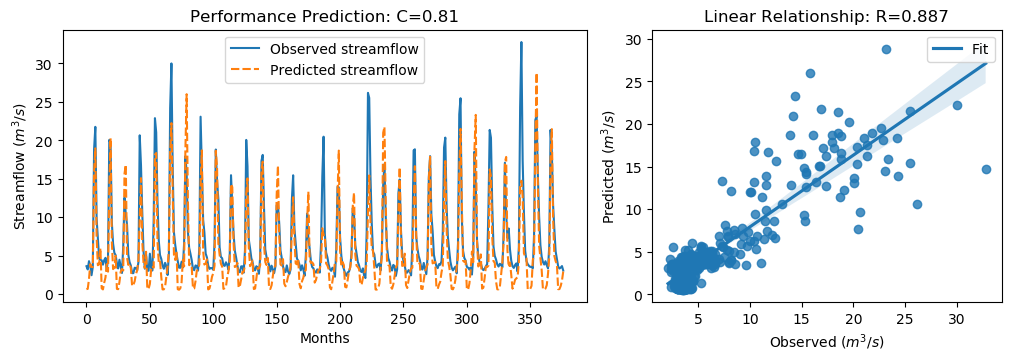 Performance Prediction: C=0.81
Streamflow (m³/s)
30
25
20
15
10
5
0
Observed streamflow
Predicted streamflow
0 50 100 150 200 250 300 350
Months
Linear Relationship: R=0.887
Predicted (m³/s)
30
25
20
15
10
5
0
Fit
5 10 15 20 25 30
Observed (m³/s)